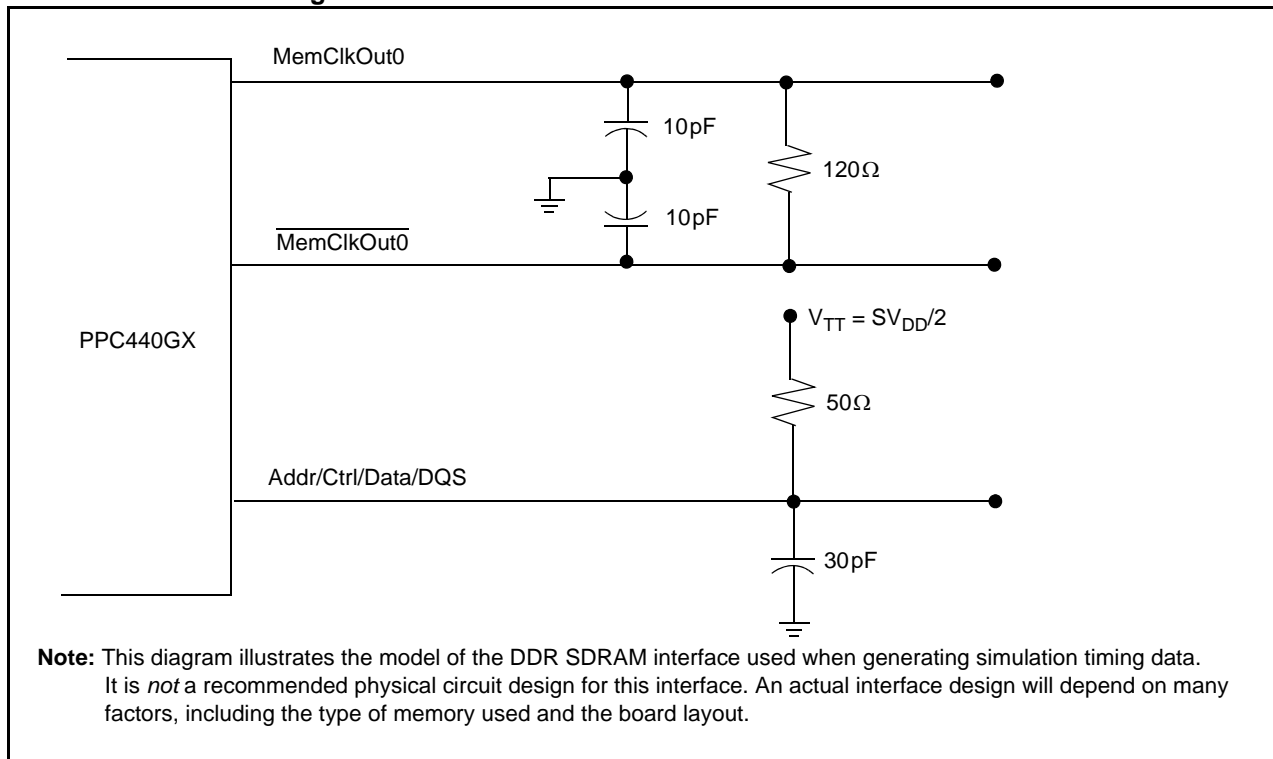 MemClkOut0
10pF
120Ω
10pF
MemClkOut0
V_TT = SV_DD/2
PPC440GX
50Ω
Addr/Ctrl/Data/DQS
30pF
Note: This diagram illustrates the model of the DDR SDRAM interface used when generating simulation timing data.
It is not a recommended physical circuit design for this interface. An actual interface design will depend on many
factors, including the type of memory used and the board layout.